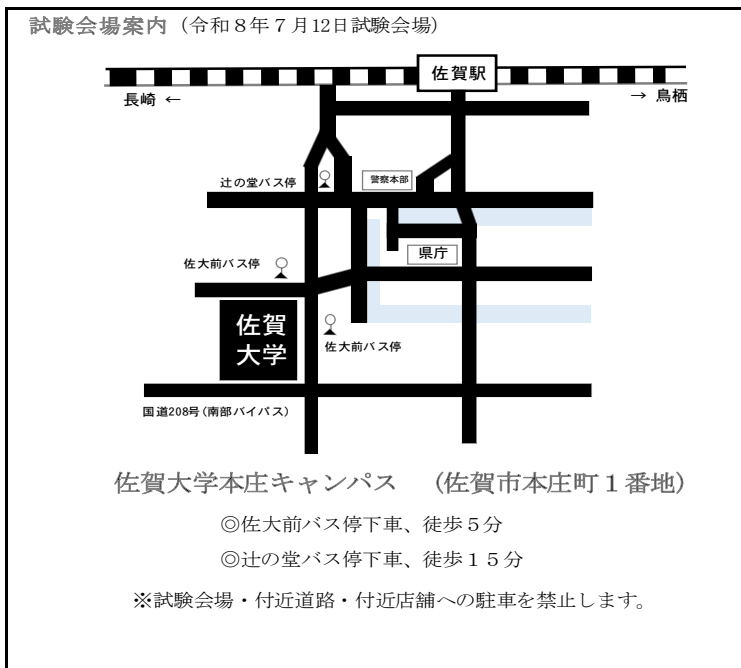 試験会場案内（令和８年７月12日試験会場）
佐賀駅
長崎 ←
→ 鳥栖
辻の堂バス停
警察本部
県庁
佐大前バス停
佐賀
大学
佐大前バス停
国道208号(南部バイパス)
佐賀大学本庄キャンパス　（佐賀市本庄町１番地）
◎佐大前バス停下車、徒歩５分
◎辻の堂バス停下車、徒歩１５分
※試験会場・付近道路・付近店舗への駐車を禁止します。